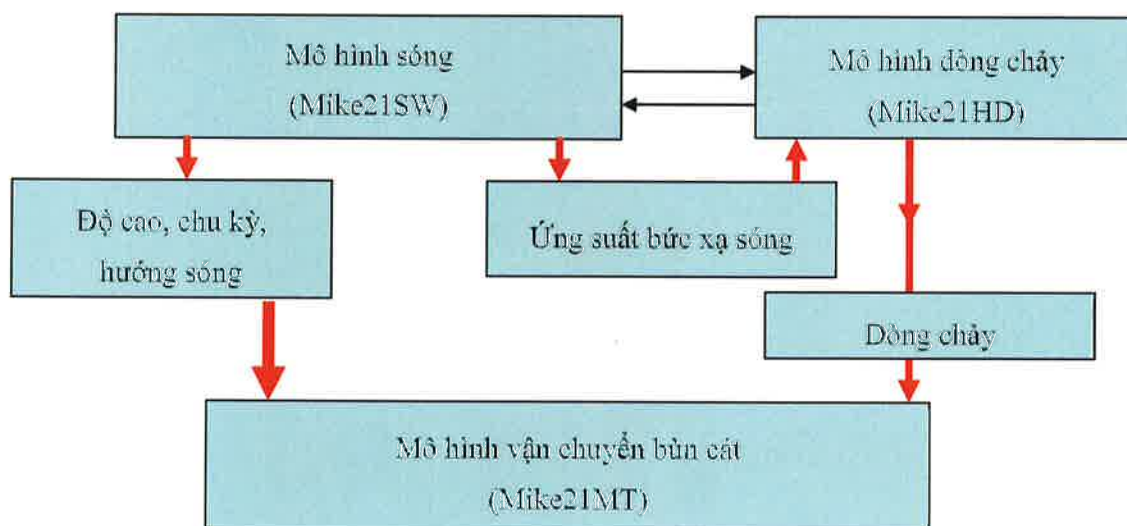 Mô hình sóng
(Mike21SW)
Mô hình dòng chảy
(Mike21HD)
Độ cao, chu kỳ,
hướng sóng
Ứng suất bức xạ sóng
Dòng chảy
Mô hình vận chuyển bùn cát
(Mike21MT)